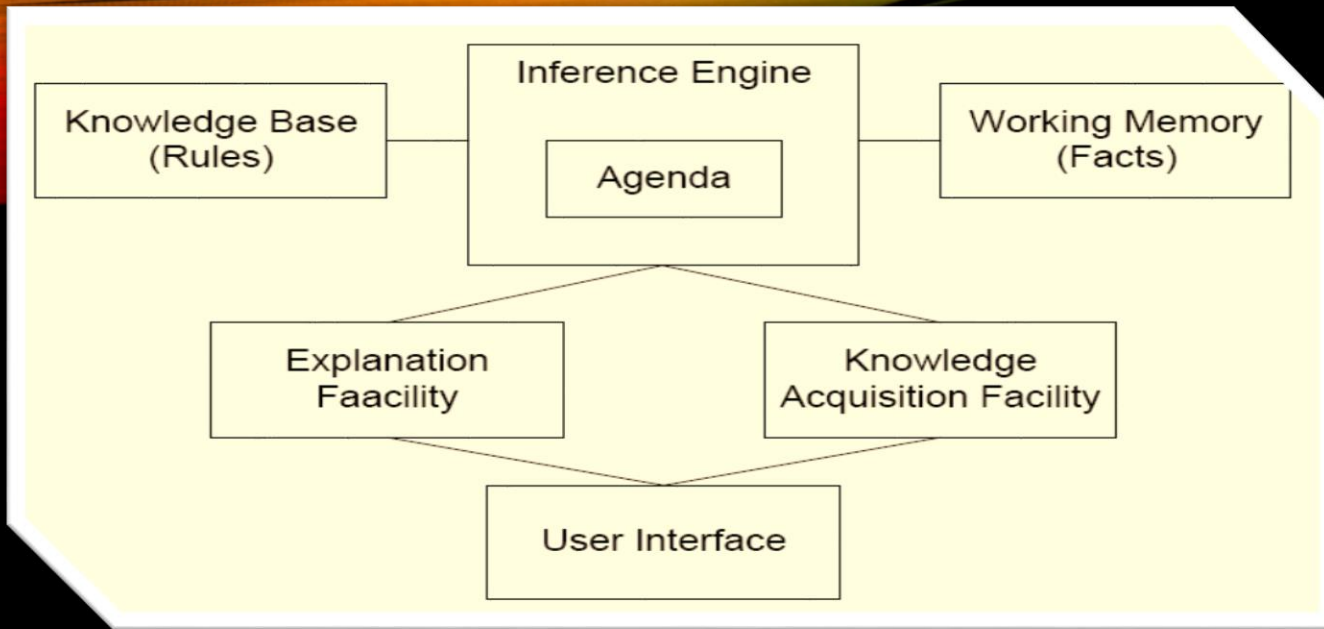 Inference Engine
Knowledge Base
(Rules)
Agenda
Working Memory
(Facts)
Explanation
Faacility
Knowledge
Acquisition Facility
User Interface